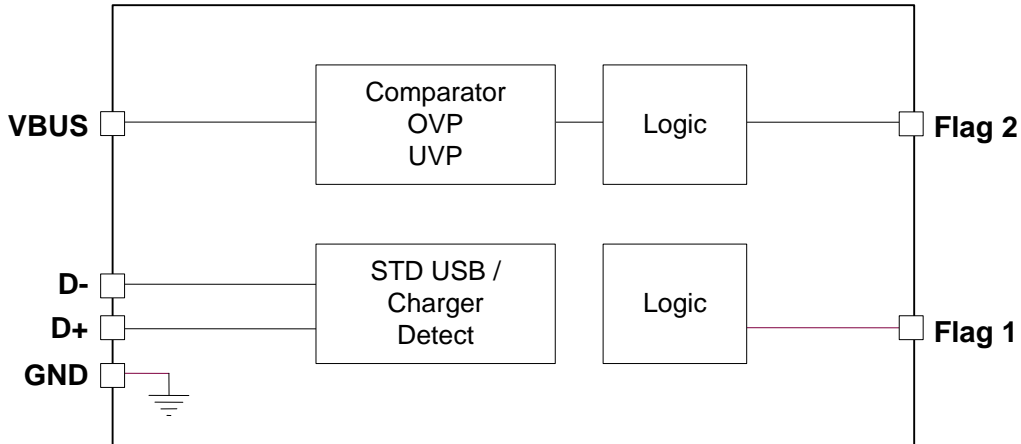 VBUS
Comparator
OVP
UVP
Logic
Flag 2
D-
D+
GND
STD USB /
Charger
Detect
Logic
Flag 1